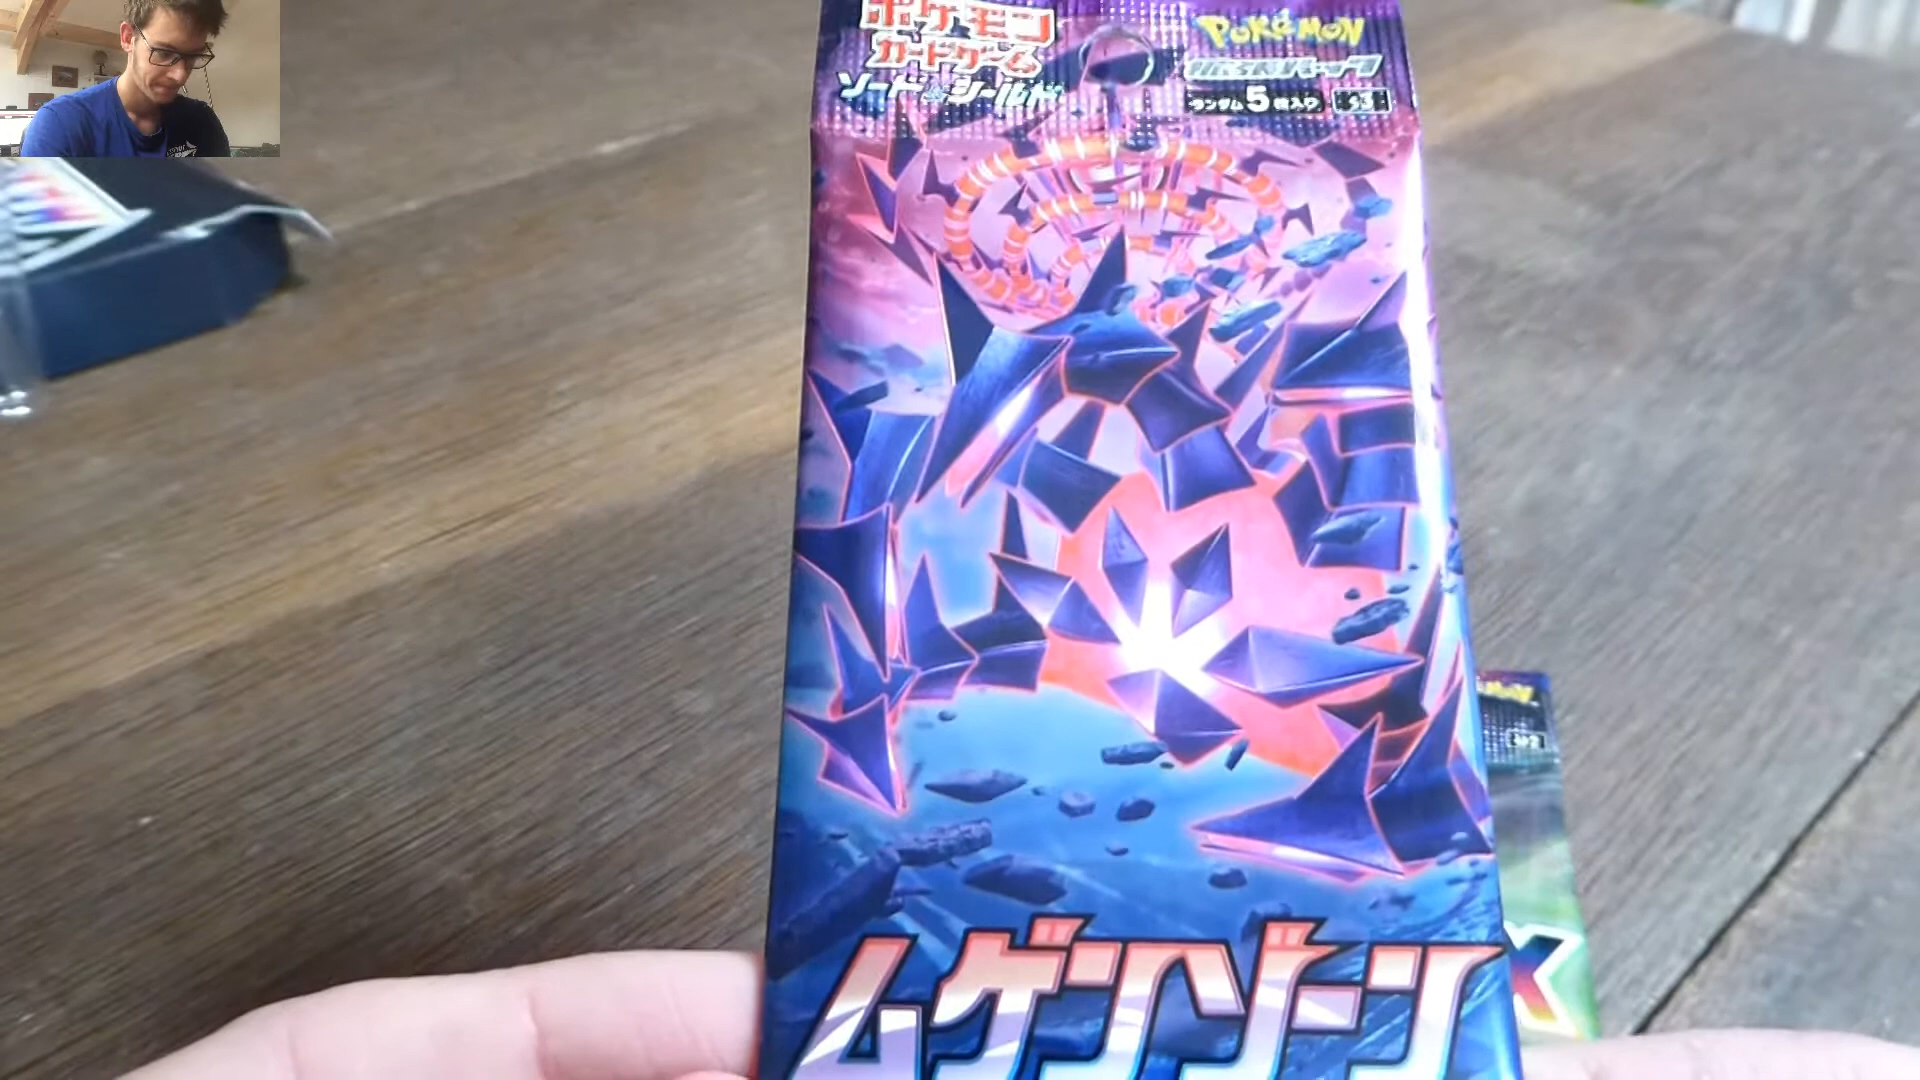 ポケモン
カードゲーム
ソード&シールド
POKéMON
拡張パック
ランダム5枚入り S3
ムゲンゾーン
X